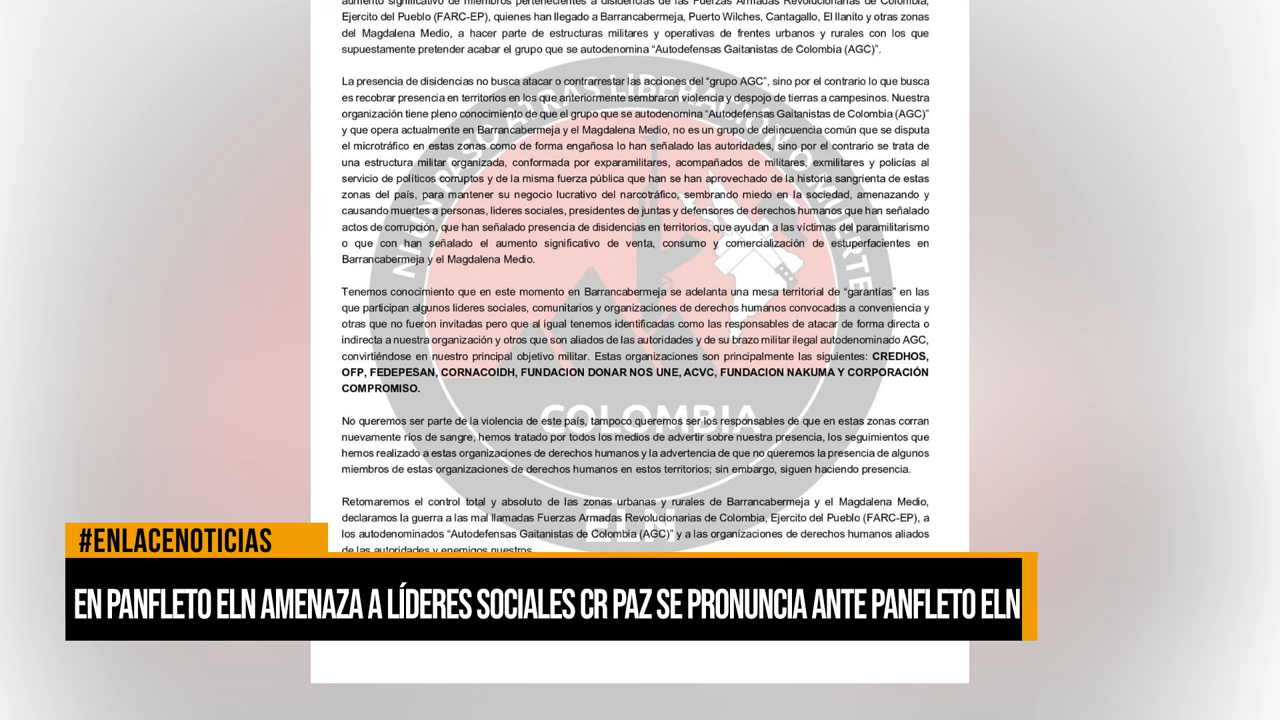 aumento significativo de miembros pertenecientes a disidencias de las Fuerzas Armadas Revolucionarias de Colombia,
Ejercito del Pueblo (FARC-EP), quienes han llegado a Barrancabermeja, Puerto Wilches, Cantagallo, El llanito y otras zonas
del Magdalena Medio, a hacer parte de estructuras militares y operativas de frentes urbanos y rurales con los que
supuestamente pretender acabar el grupo que se autodenomina “Autodefensas Gaitanistas de Colombia (AGC)”.
La presencia de disidencias no busca atacar o contrarrestar las acciones del “grupo AGC”, sino por el contrario lo que busca
es recobrar presencia en territorios en los que anteriormente sembraron violencia y despojo de tierras a campesinos. Nuestra
organización tiene pleno conocimiento de que el grupo que se autodenomina “Autodefensas Gaitanistas de Colombia (AGC)”
y que opera actualmente en Barrancabermeja y el Magdalena Medio, no es un grupo de delincuencia común que se disputa
el microtráfico en estas zonas como de forma engañosa lo han señalado las autoridades, sino por el contrario se trata de
una estructura militar organizada, conformada por exparamilitares, acompañados de militares, exmilitares y policías al
servicio de políticos corruptos y de la misma fuerza pública que han se han aprovechado de la historia sangrienta de estas
zonas del país, para mantener su negocio lucrativo del narcotráfico, sembrando miedo en la sociedad, amenazando y
causando muertes a personas, lideres sociales, presidentes de juntas y defensores de derechos humanos que han señalado
actos de corrupción, que han señalado presencia de disidencias en territorios, que ayudan a las víctimas del paramilitarismo
o que con han señalado el aumento significativo de venta, consumo y comercialización de estupefacientes en
Barrancabermeja y el Magdalena Medio.
Tenemos conocimiento que en este momento en Barrancabermeja se adelanta una mesa territorial de “garantías” en las
que participan algunos lideres sociales, comunitarios y organizaciones de derechos humanos convocadas a conveniencia y
otras que no fueron invitadas pero que al igual tenemos identificadas como las responsables de atacar de forma directa o
indirecta a nuestra organización y otros que son aliados de las autoridades y de su brazo militar ilegal autodenominado AGC,
convirtiéndose en nuestro principal objetivo militar. Estas organizaciones son principalmente las siguientes: CREDHOS,
OFP, FEDEPESAN, CORNACOIDH, FUNDACION DONAR NOS UNE, ACVC, FUNDACION NAKUMA Y CORPORACIÓN
COMPROMISO.
No queremos ser parte de la violencia de este país, tampoco queremos ser los responsables de que en estas zonas corran
nuevamente ríos de sangre, hemos tratado por todos los medios de advertir sobre nuestra presencia, los seguimientos que
hemos realizado a estas organizaciones de derechos humanos y la advertencia de que no queremos la presencia de algunos
miembros de estas organizaciones de derechos humanos en estos territorios; sin embargo, siguen haciendo presencia.
Retomaremos el control total y absoluto de las zonas urbanas y rurales de Barrancabermeja y el Magdalena Medio,
declaramos la guerra a las mal llamadas Fuerzas Armadas Revolucionarias de Colombia, Ejercito del Pueblo (FARC-EP), a
los autodenominados “Autodefensas Gaitanistas de Colombia (AGC)” y a las organizaciones de derechos humanos aliados
de las autoridades y enemigos nuestros.
NI UN PASO ATRAS LIBERACION O MUERTE
COLOMBIA
ELN
#ENLACENOTICIAS
EN PANFLETO ELN AMENAZA A LÍDERES SOCIALES CR PAZ SE PRONUNCIA ANTE PANFLETO ELN